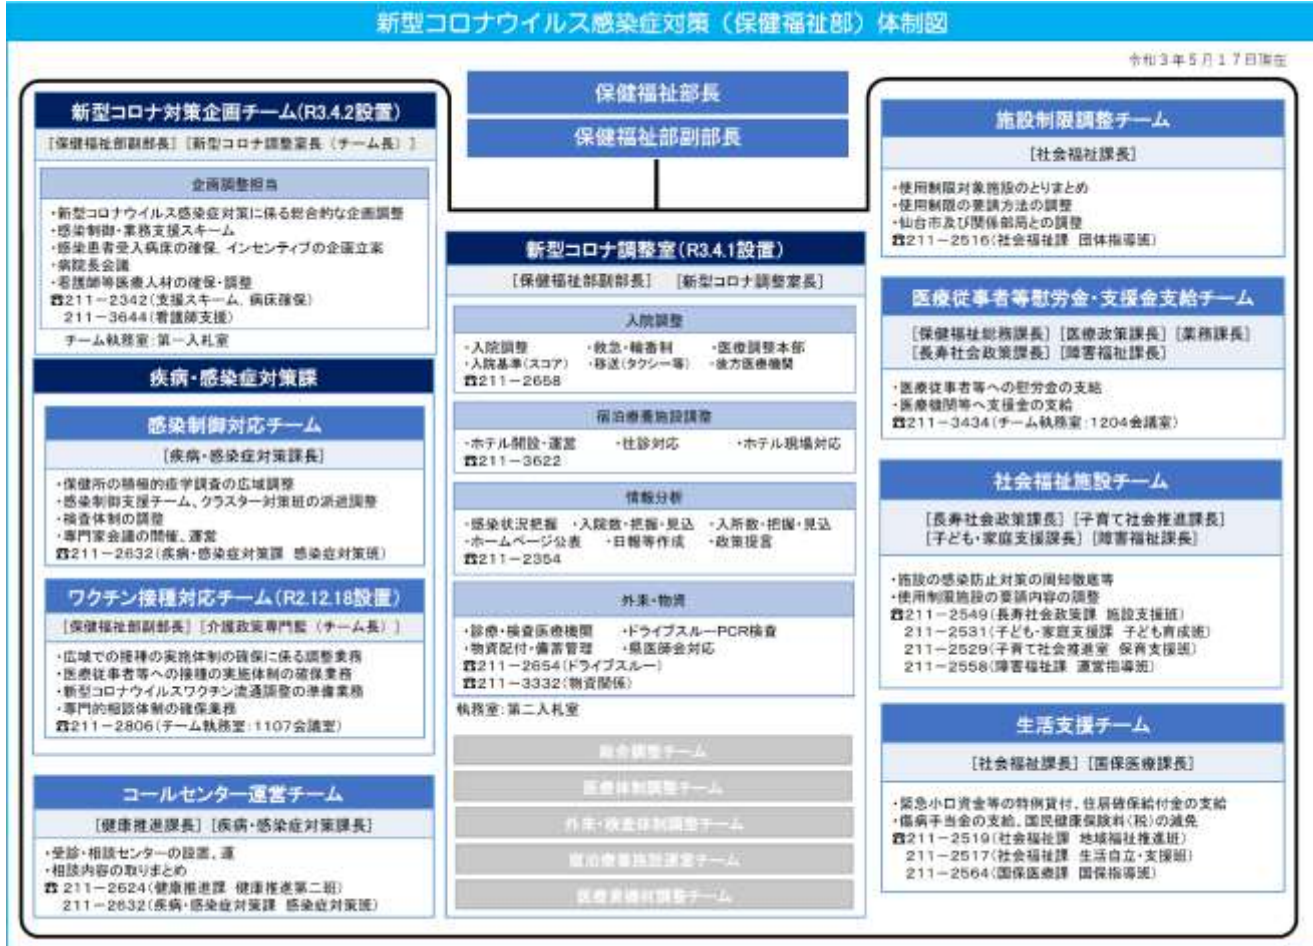 新型コロナウイルス感染症対策（保健福祉部）体制図
令和3年5月17日現在
保健福祉部長
保健福祉部副部長
新型コロナ対策企画チーム(R3.4.2設置)
[保健福祉部副部長] [新型コロナ調整室長（チーム長）]
企画調整担当
・新型コロナウイルス感染症対策に係る総合的な企画調整
・感染制御・業務支援スキーム
・感染患者受入病床の確保、インセンティブの企画立案
・病院長会議
・看護師等医療人材の確保・調整
☎211－2342(支援スキーム、病床確保)
211－3644(看護師支援)
チーム執務室：第一入札室
疾病・感染症対策課
感染制御対応チーム
[疾病・感染症対策課長]
・保健所の積極的疫学調査の広域調整
・感染制御支援チーム、クラスター対策班の派遣調整
・検査体制の調整
・専門家会議の開催、運営
☎211－2632(疾病・感染症対策課 感染症対策班)
ワクチン接種対応チーム(R2.12.18設置)
[保健福祉部副部長] [介護政策専門監（チーム長）]
・広域での接種の実施体制の確保に係る調整業務
・医療従事者等への接種の実施体制の確保業務
・新型コロナウイルスワクチン流通調整の準備業務
・専門的相談体制の確保業務
☎211－2806(チーム執務室：1107会議室)
コールセンター運営チーム
[健康推進課長] [疾病・感染症対策課長]
・受診・相談センターの設置、運
・相談内容の取りまとめ
☎ 211－2624(健康推進課 健康推進第二班)
211－2632(疾病・感染症対策課 感染症対策班)
新型コロナ調整室(R3.4.1設置)
[保健福祉部副部長] [新型コロナ調整室長]
入院調整
・入院調整 ・救急・輪番制 ・医療調整本部
・入院基準(スコア) ・移送(タクシー等) ・後方医療機関
☎211－2658
宿泊療養施設調整
・ホテル開設・運営 ・往診対応 ・ホテル現場対応
☎211－3622
情報分析
・感染状況把握 ・入院数・把握・見込 ・入所数・把握・見込
・ホームページ公表 ・日報等作成 ・政策提言
☎211－2354
外来・物資
・診療・検査医療機関 ・ドライブスルーPCR検査
・物資配付・備蓄管理 ・県医師会対応
☎211－2654(ドライブスルー)
☎211－3332(物資関係)
執務室：第二入札室
総合調整チーム
医療体制調整チーム
外来・検査体制調整チーム
宿泊療養施設運営チーム
医療資機材調整チーム
施設制限調整チーム
[社会福祉課長]
・使用制限対象施設のとりまとめ
・使用制限の要請方法の調整
・仙台市及び関係部局との調整
☎211－2516(社会福祉課 団体指導班)
医療従事者等慰労金・支援金支給チーム
[保健福祉総務課長] [医療政策課長] [薬務課長]
[長寿社会政策課長] [障害福祉課長]
・医療従事者等への慰労金の支給
・医療機関等へ支援金の支給
☎211－3434(チーム執務室：1204会議室)
社会福祉施設チーム
[長寿社会政策課長] [子育て社会推進課長]
[子ども・家庭支援課長] [障害福祉課長]
・施設の感染防止対策の周知徹底等
・使用制限施設の要請内容の調整
☎211－2549(長寿社会政策課 施設支援班)
211－2531(子ども・家庭支援課 子ども育成班)
211－2529(子育て社会推進室 保育支援班)
211－2558(障害福祉課 運営指導班)
生活支援チーム
[社会福祉課長] [国保医療課長]
・緊急小口資金等の特例貸付、住居確保給付金の支給
・傷病手当金の支給、国民健康保険料(税)の減免
☎211－2519(社会福祉課 地域福祉推進班)
211－2517(社会福祉課 生活自立・支援班)
211－2564(国保医療課 国保指導班)